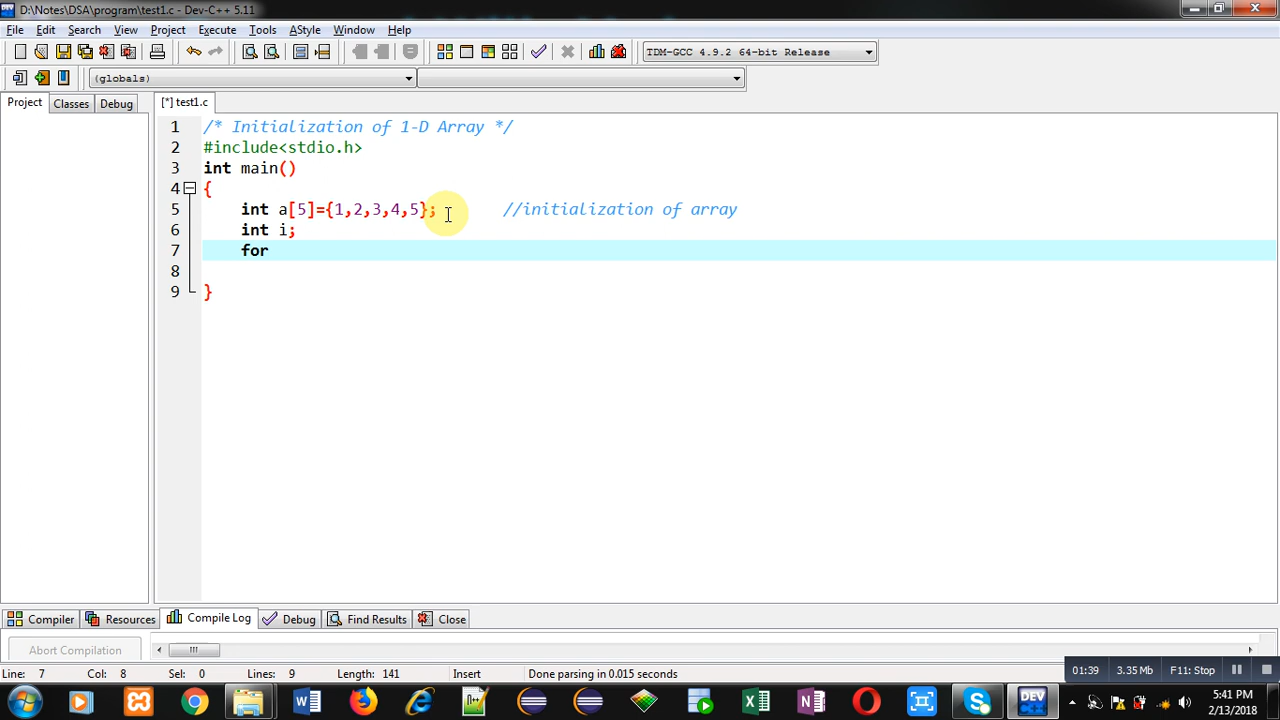 D:\Notes\DSA\program\test1.c - Dev-C++ 5.11
File Edit Search View Project Execute Tools AStyle Window Help
TDM-GCC 4.9.2 64-bit Release
(globals)
Project Classes Debug
[*] test1.c
1 /* Initialization of 1-D Array */
2 #include<stdio.h>
3 int main()
4 {
5 int a[5]={1,2,3,4,5}; //initialization of array
6 int i;
7 for
8
9 }
Compiler Resources Compile Log Debug Find Results Close
Abort Compilation
Line: 7 Col: 8 Sel: 0 Lines: 9 Length: 141 Insert Done parsing in 0.015 seconds
01:39 3.35 Mb F11: Stop
DEV
5:41 PM
2/13/2018